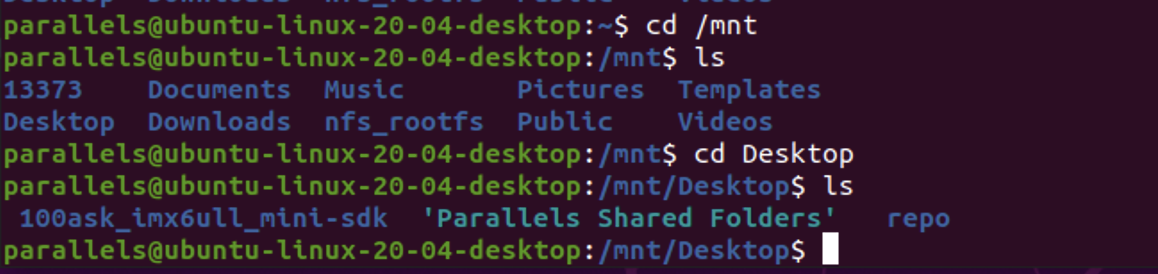 parallels@ubuntu-linux-20-04-desktop:~$ cd /mnt
parallels@ubuntu-linux-20-04-desktop:/mnt$ ls
13373    Documents  Music       Pictures  Templates
Desktop  Downloads  nfs_rootfs  Public    Videos
parallels@ubuntu-linux-20-04-desktop:/mnt$ cd Desktop
parallels@ubuntu-linux-20-04-desktop:/mnt/Desktop$ ls
 100ask_imx6ull_mini-sdk  'Parallels Shared Folders'   repo
parallels@ubuntu-linux-20-04-desktop:/mnt/Desktop$